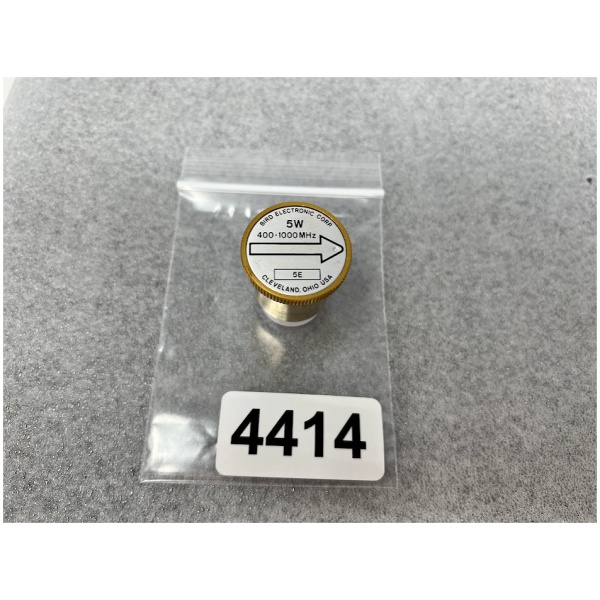 BIRD ELECTRONIC CORP.
5W
400-1000MHz
5E
CLEVELAND, OHIO USA
4414